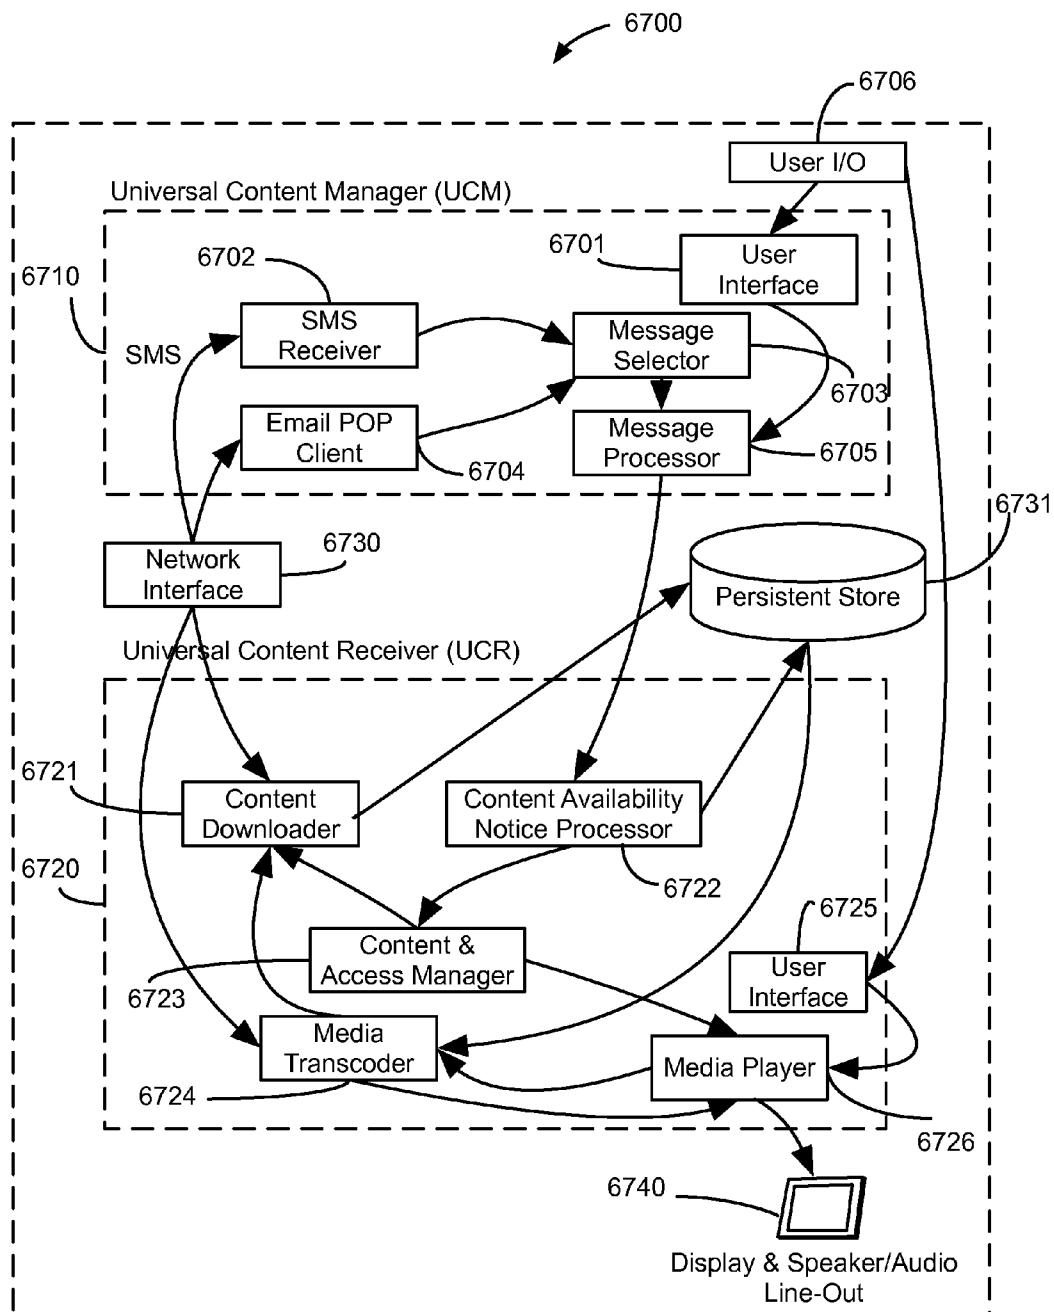 6700
6706
User I/O
Universal Content Manager (UCM)
6701
User
Interface
6702
6710
SMS
Receiver
SMS
Message
Selector
6703
Email POP
Client
6704
Message
Processor
6705
6731
6730
Network
Interface
Persistent Store
Universal Content Receiver (UCR)
6721
Content
Downloader
Content Availability
Notice Processor
6720
6722
6725
Content &
Access Manager
User
Interface
6723
Media
Transcoder
Media Player
6724
6726
6740
Display & Speaker/Audio
Line-Out